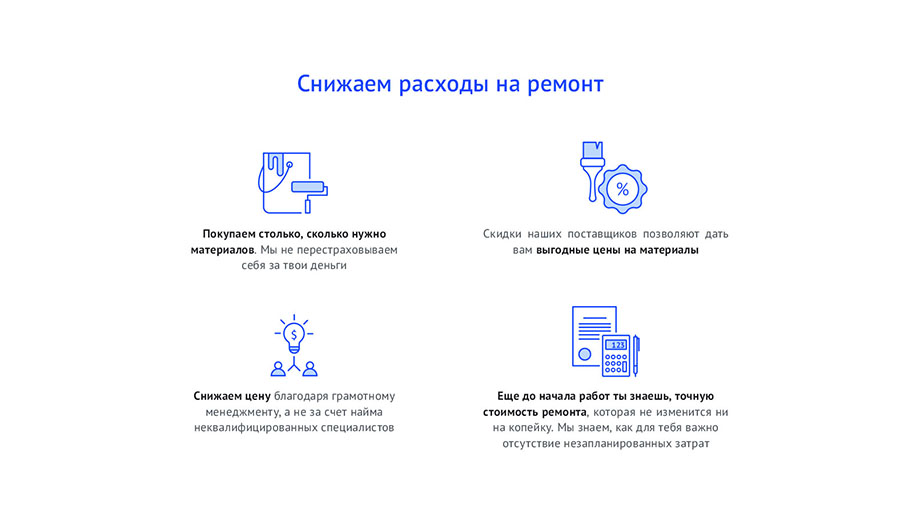 Снижаем расходы на ремонт
%
Покупаем столько, сколько нужно
материалов. Мы не перестраховываем
себя за твои деньги
Скидки наших поставщиков позволяют дать
вам выгодные цены на материалы
$
123
Снижаем цену благодаря грамотному
менеджменту, а не за счет найма
неквалифицированных специалистов
Еще до начала работ ты знаешь, точную
стоимость ремонта, которая не изменится ни
на копейку. Мы знаем, как для тебя важно
отсутствие незапланированных затрат